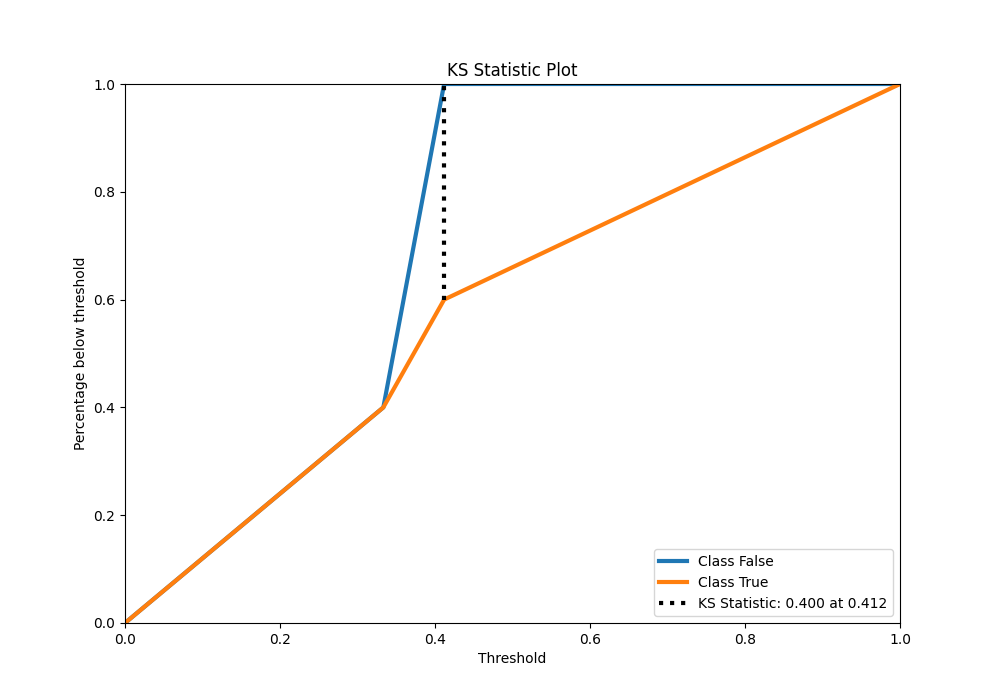 KS Statistic Plot
1.0
0.8
0.6
0.4
0.2
0.0
Percentage below threshold
0.0 0.2 0.4 0.6 0.8 1.0
Threshold
Class False
Class True
KS Statistic: 0.400 at 0.412